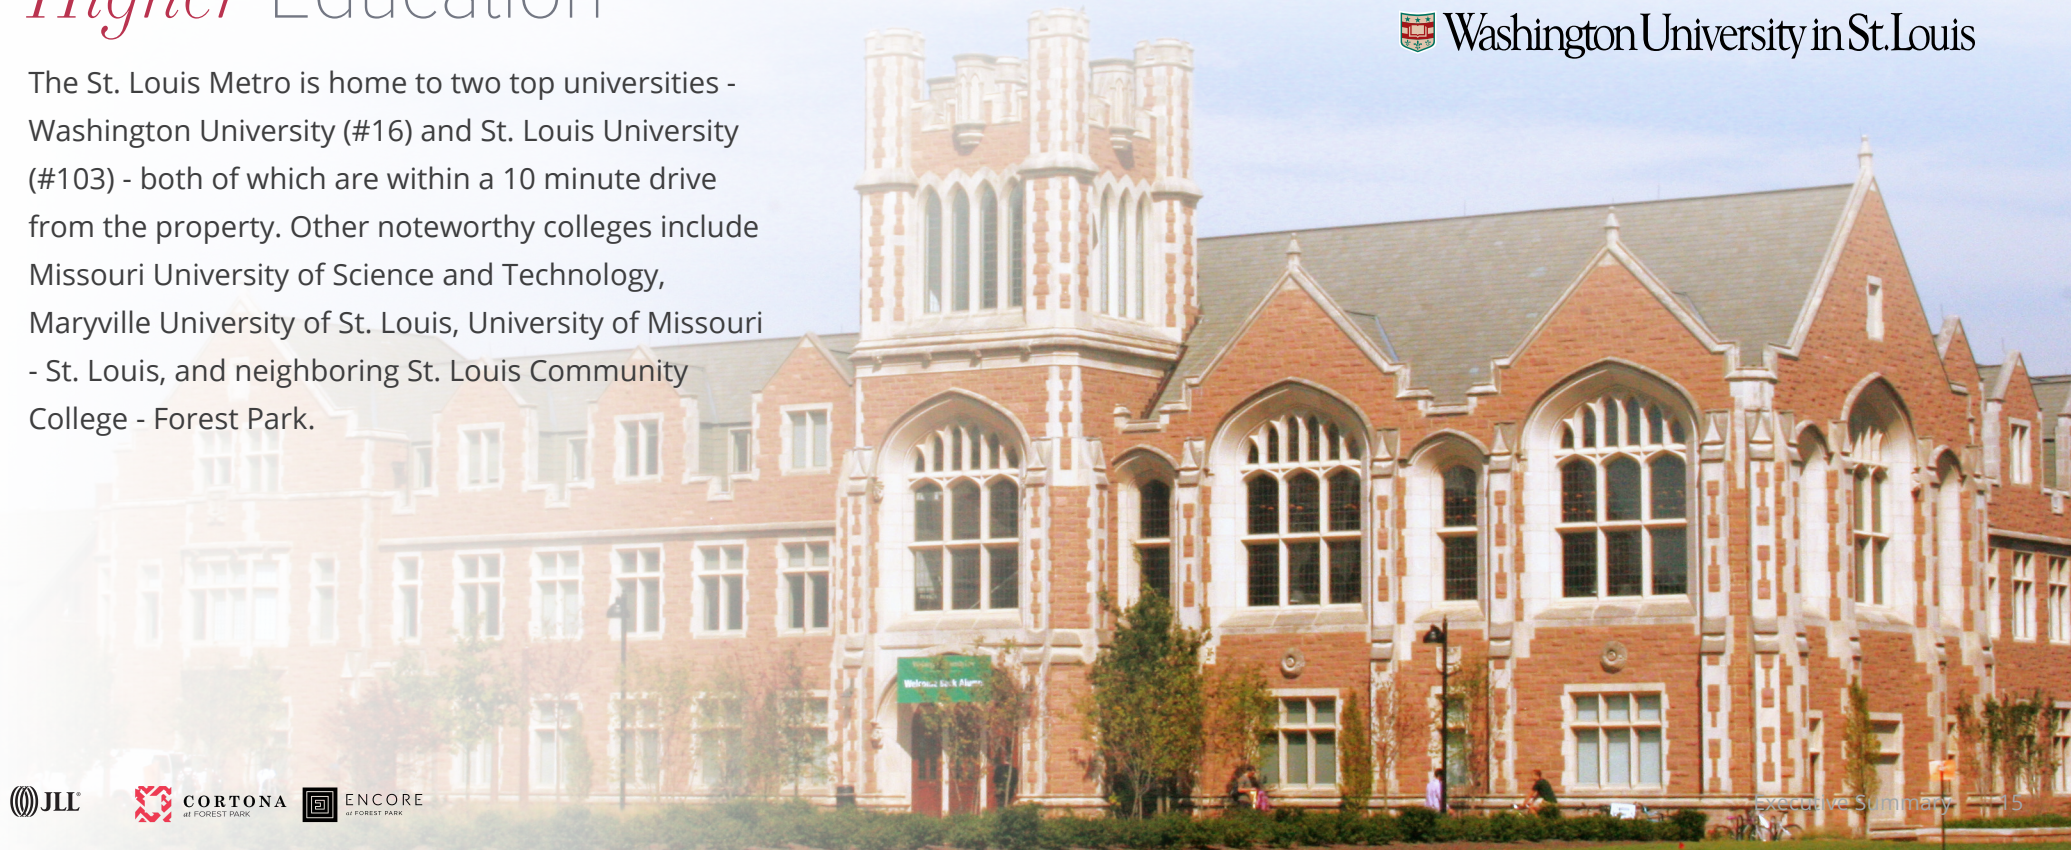 Higher Education
Washington University in St. Louis
The St. Louis Metro is home to two top universities -
Washington University (#16) and St. Louis University
(#103) - both of which are within a 10 minute drive
from the property. Other noteworthy colleges include
Missouri University of Science and Technology,
Maryville University of St. Louis, University of Missouri
- St. Louis, and neighboring St. Louis Community
College - Forest Park.
Welcome Back Alumni
JLL
CORTONA
at FOREST PARK
ENCORE
at FOREST PARK
Executive Summary 15